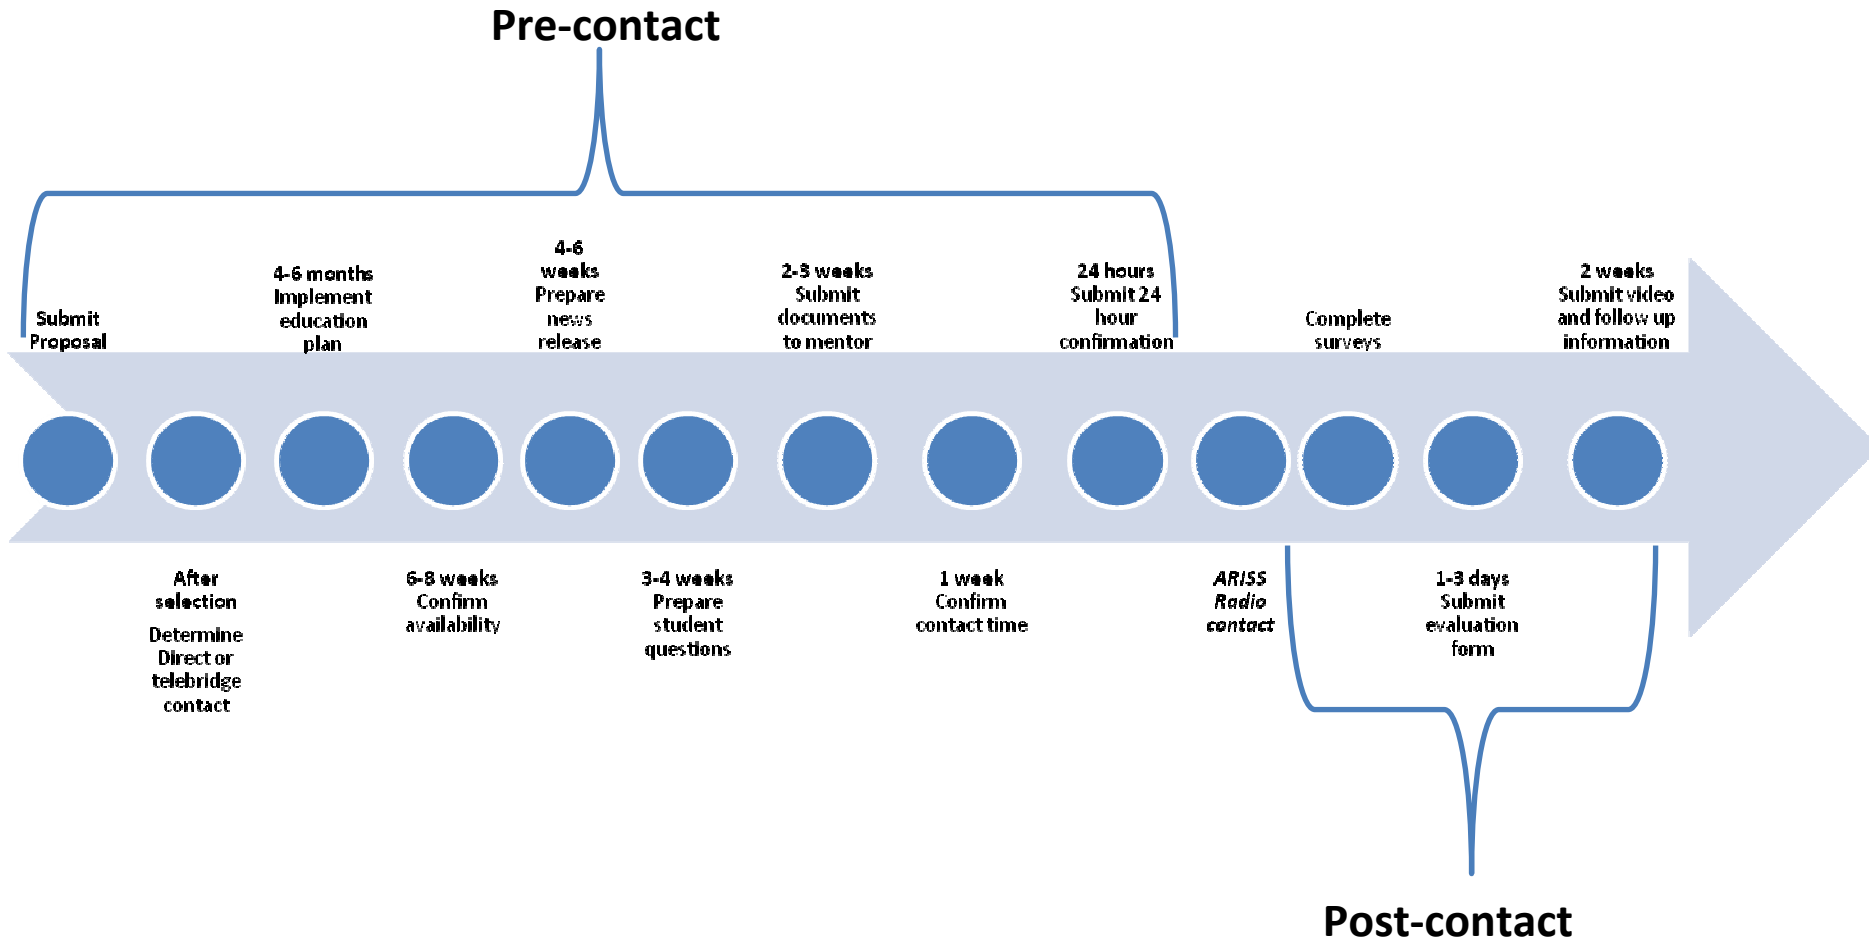 Pre-contact
Submit
Proposal
4-6 months
Implement
education
plan
4-6
weeks
Prepare
news
release
2-3 weeks
Submit
documents
to mentor
24 hours
Submit 24
hour
confirmation
Complete
surveys
2 weeks
Submit video
and follow up
information
After
selection
Determine
Direct or
telebridge
contact
6-8 weeks
Confirm
availability
3-4 weeks
Prepare
student
questions
1 week
Confirm
contact time
ARISS
Radio
contact
1-3 days
Submit
evaluation
form
Post-contact